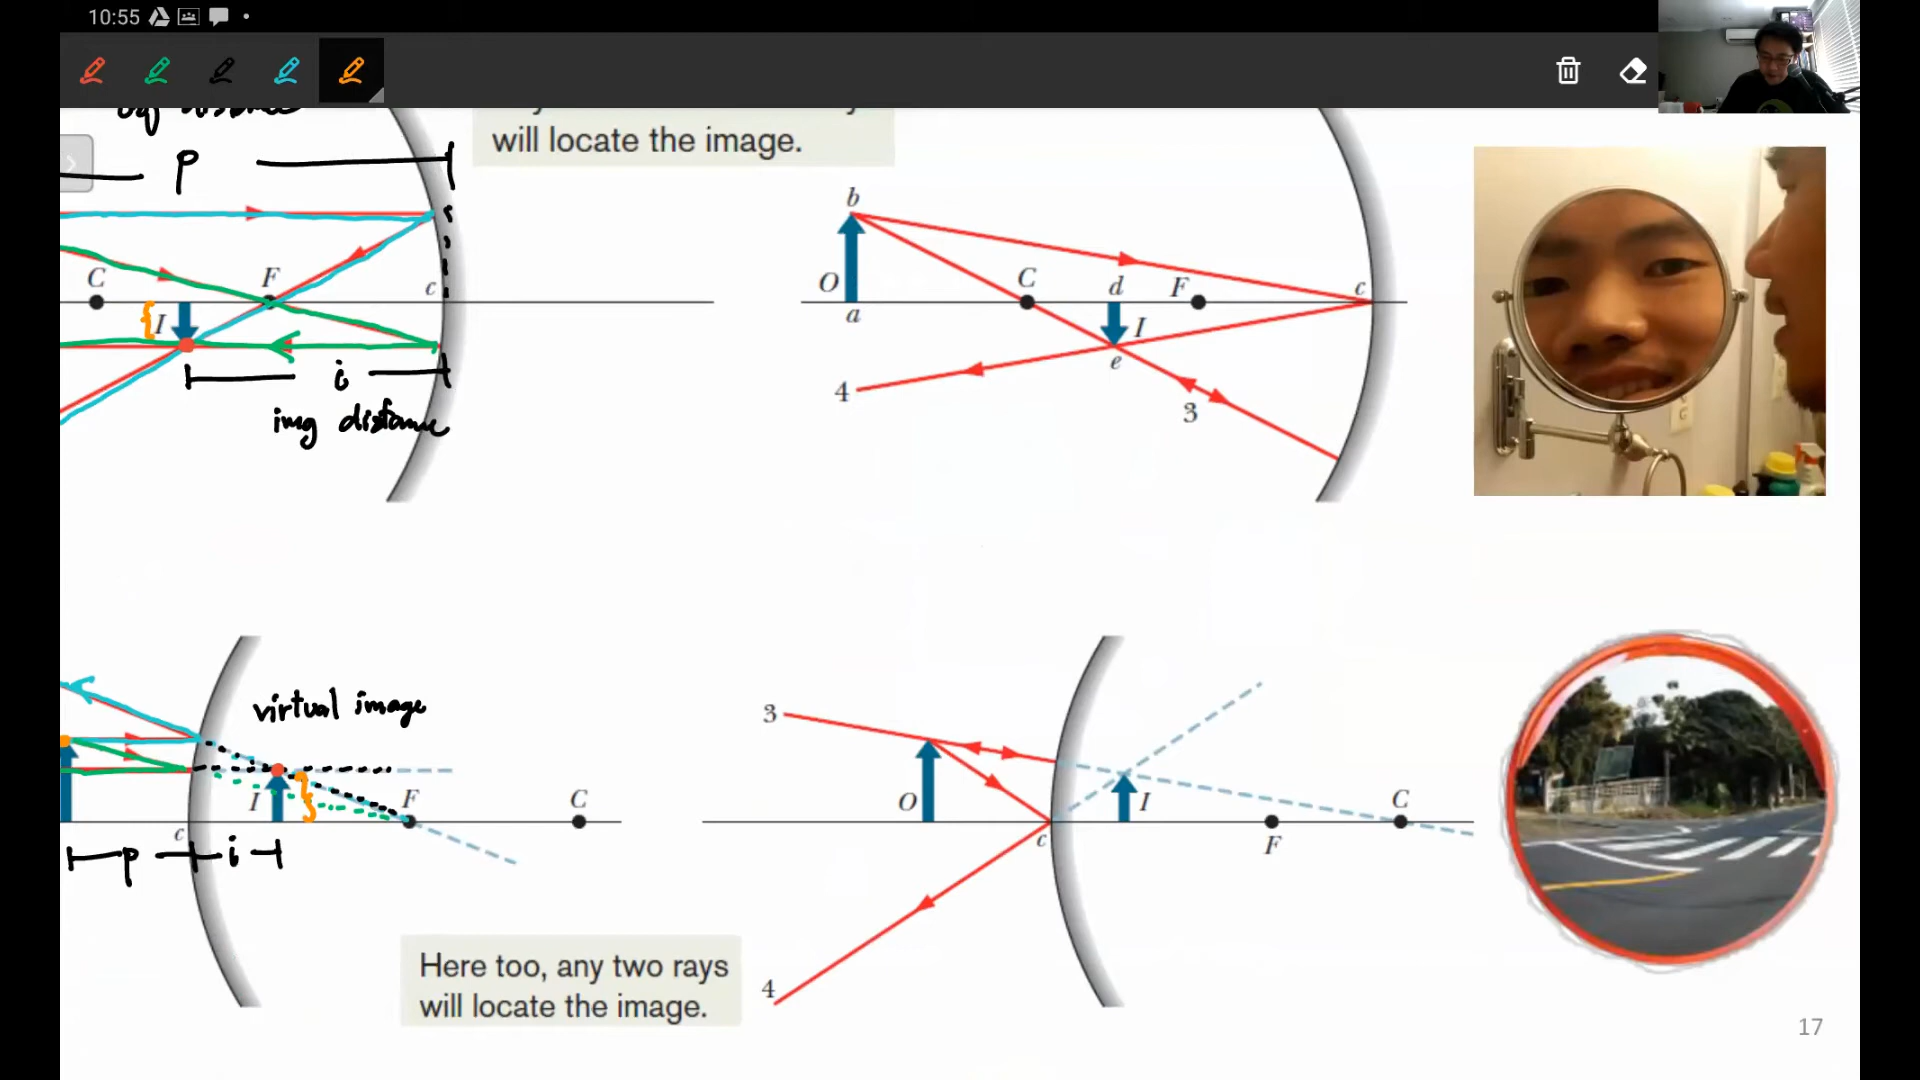 10:55
will locate the image.
p
b
C
F
c
O
C
d
F
c
a
I
I
e
4
3
i
img distance
virtual image
3
I
F
C
O
I
C
c
c
F
p
i
Here too, any two rays
will locate the image.
4
17